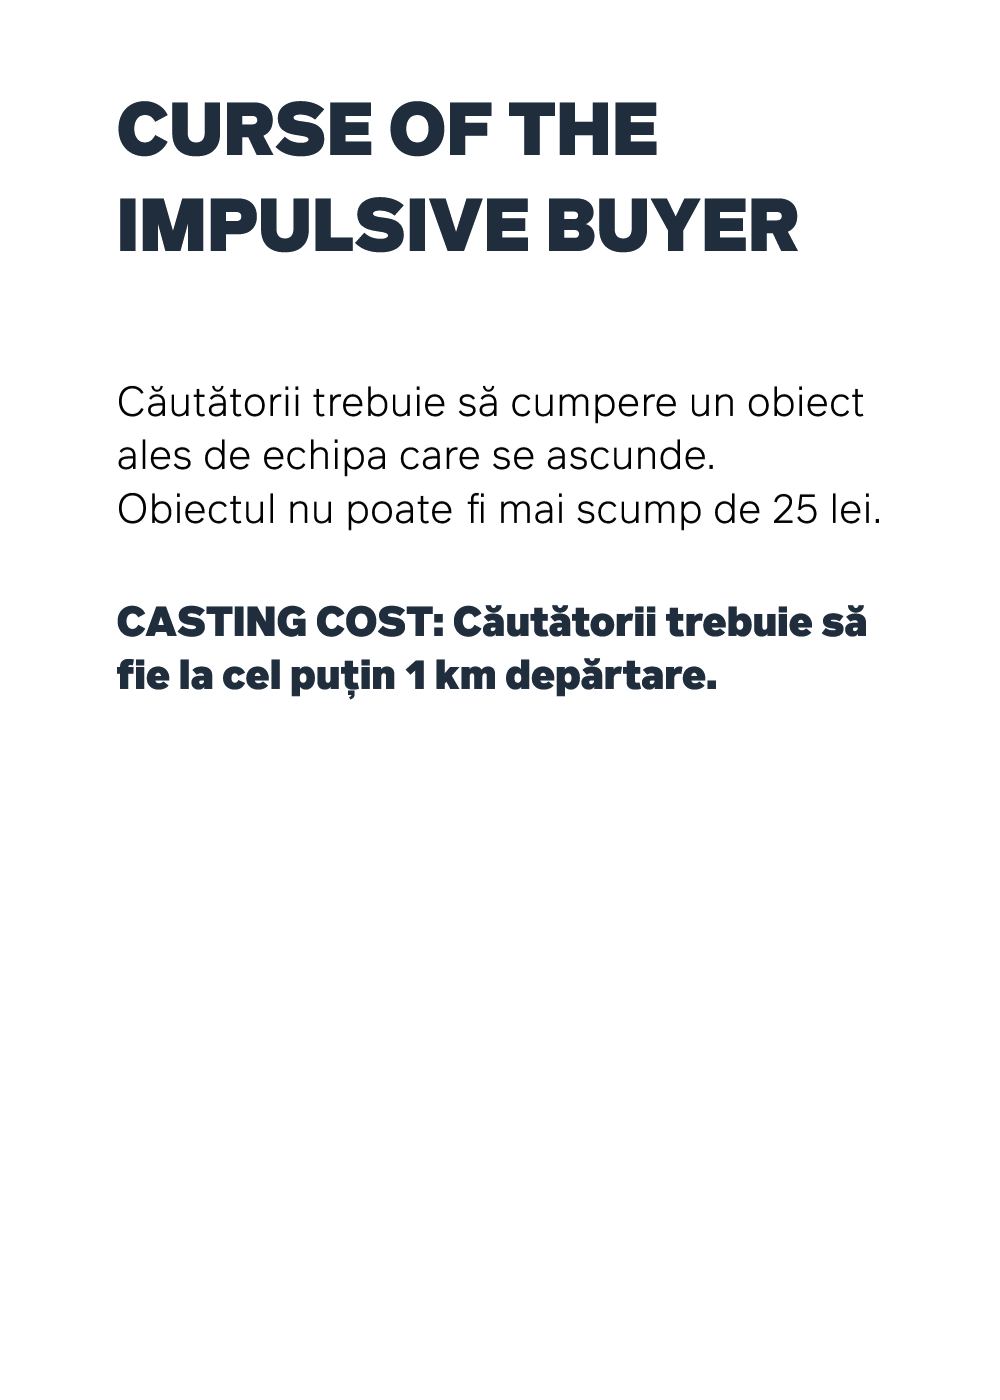 CURSE OF THE
IMPULSIVE BUYER
Căutătorii trebuie să cumpere un obiect
ales de echipa care se ascunde.
Obiectul nu poate fi mai scump de 25 lei.
CASTING COST: Căutătorii trebuie să
fie la cel puțin 1 km depărtare.